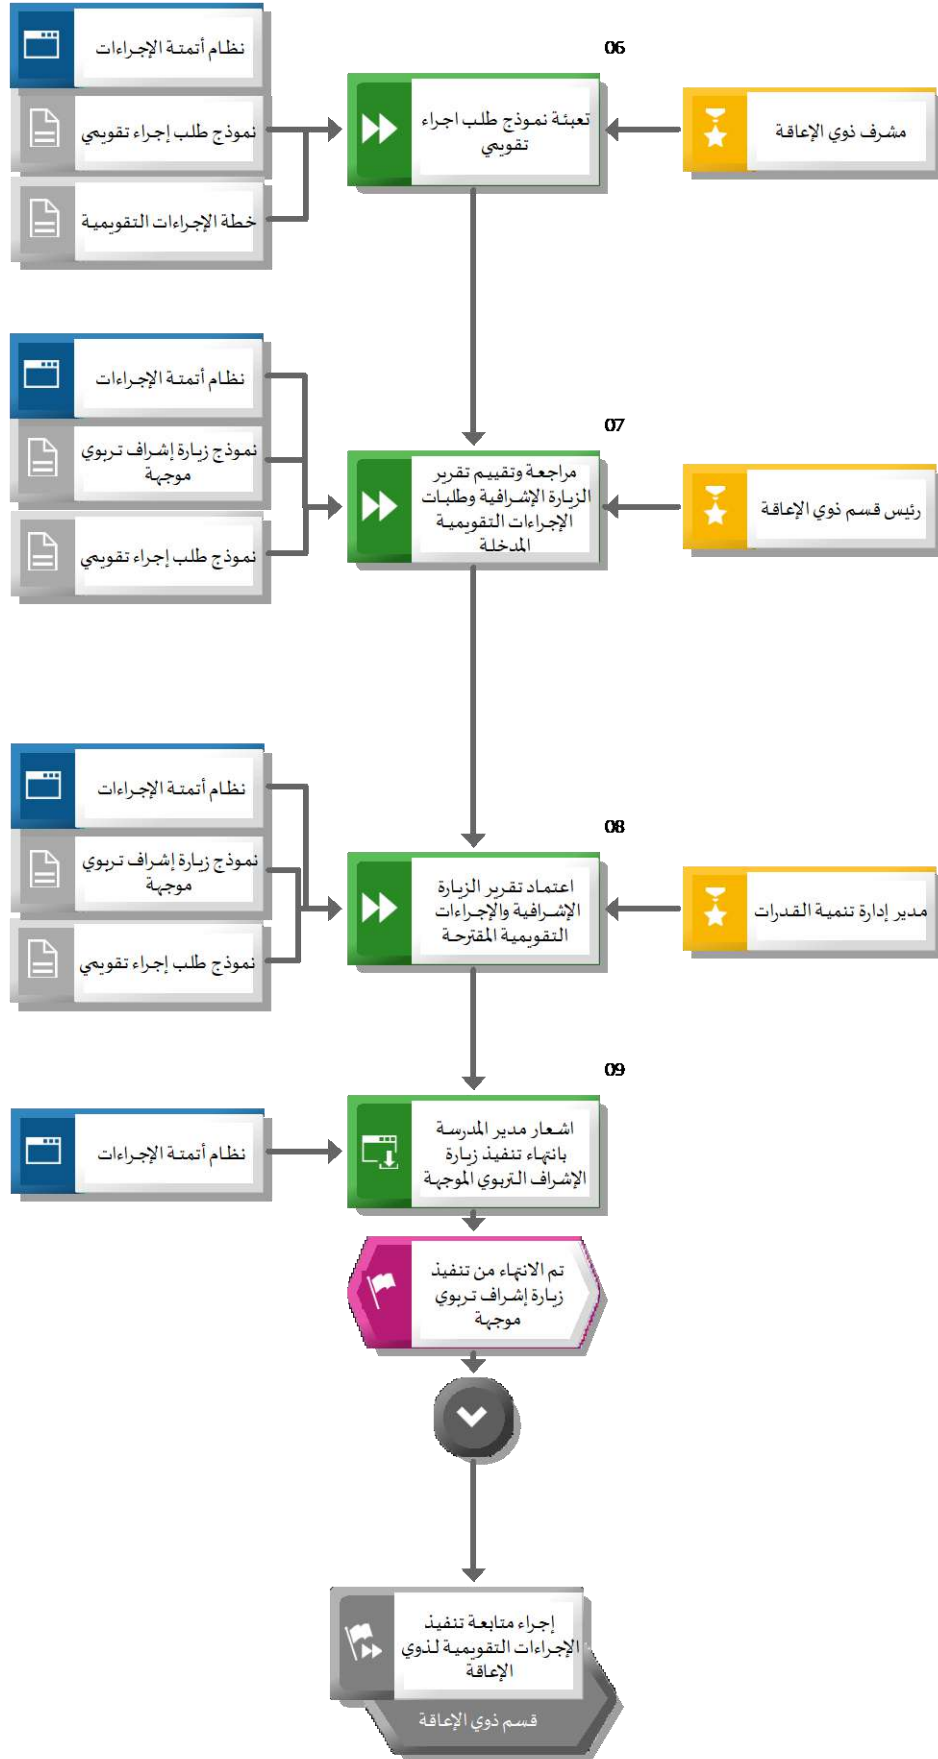 06
مشرف ذوي الإعاقة
تعبئة نموذج طلب اجراء
تقويمي
نظام أتمتة الإجراءات
نموذج طلب إجراء تقويمي
خطة الإجراءات التقويمية
07
رئيس قسم ذوي الإعاقة
مراجعة وتقييم تقرير
الزيارة الإشرافية وطلبات
الإجراءات التقويمية
المدخلة
نظام أتمتة الإجراءات
نموذج زيارة إشراف تربوي
موجهة
نموذج طلب إجراء تقويمي
08
مدير إدارة تنمية القدرات
اعتماد تقرير الزيارة
الإشرافية والإجراءات
التقويمية المقترحة
نظام أتمتة الإجراءات
نموذج زيارة إشراف تربوي
موجهة
نموذج طلب إجراء تقويمي
09
اشعار مدير المدرسة
بانتهاء تنفيذ زيارة
الإشراف التربوي الموجهة
نظام أتمتة الإجراءات
تم الانتهاء من تنفيذ
زيارة إشراف تربوي
موجهة
إجراء متابعة تنفيذ
الإجراءات التقويمية لذوي
الإعاقة
قسم ذوي الإعاقة